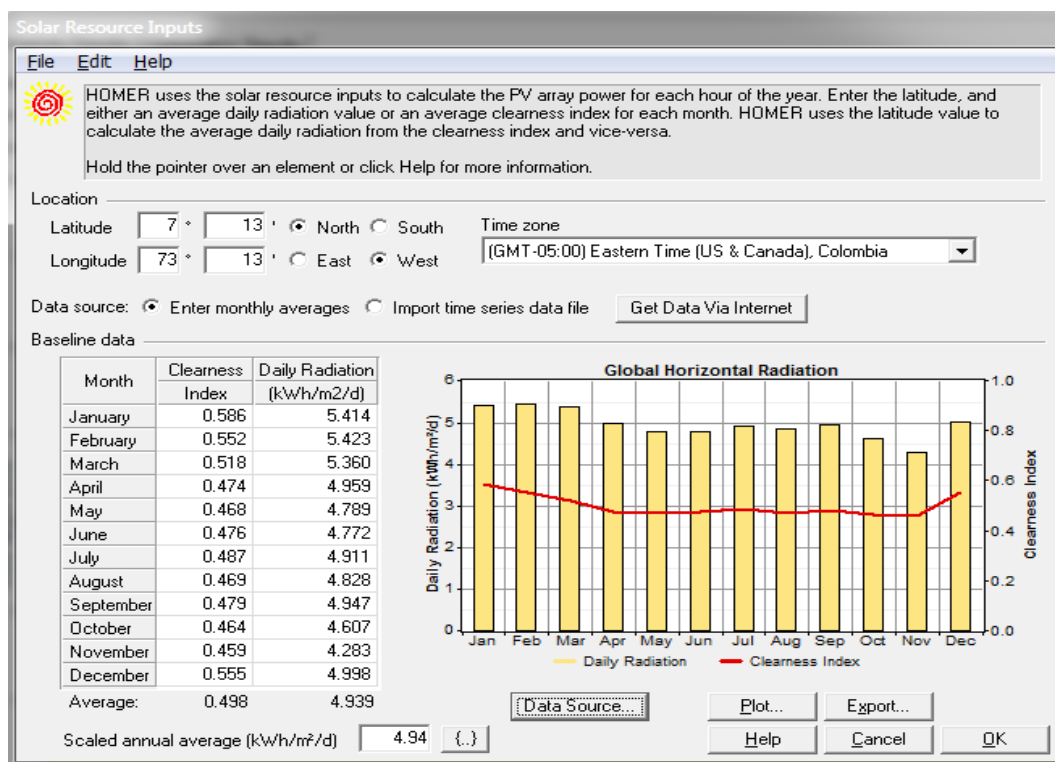 Solar Resource Inputs
File Edit Help
HOMER uses the solar resource inputs to calculate the PV array power for each hour of the year. Enter the latitude, and
either an average daily radiation value or an average clearness index for each month. HOMER uses the latitude value to
calculate the average daily radiation from the clearness index and vice-versa.
Hold the pointer over an element or click Help for more information.
Location
Latitude 7 ° 13 ' North South Time zone
Longitude 73 ° 13 ' East West (GMT-05:00) Eastern Time (US & Canada), Colombia
Data source: Enter monthly averages Import time series data file Get Data Via Internet
Baseline data
Month Clearness Index Daily Radiation (kWh/m2/d)
January 0.586 5.414
February 0.552 5.423
March 0.518 5.360
April 0.474 4.959
May 0.468 4.789
June 0.476 4.772
July 0.487 4.911
August 0.469 4.828
September 0.479 4.947
October 0.464 4.607
November 0.459 4.283
December 0.555 4.998
Average: 0.498 4.939
Scaled annual average (kWh/m²/d) 4.94 {..}
Global Horizontal Radiation
Daily Radiation (kWh/m²/d)
6
5
4
3
2
1
0
1.0
0.8
0.6
0.4
0.2
0.0
Clearness Index
Jan Feb Mar Apr May Jun Jul Aug Sep Oct Nov Dec
Daily Radiation Clearness Index
Data Source... Plot... Export...
Help Cancel OK